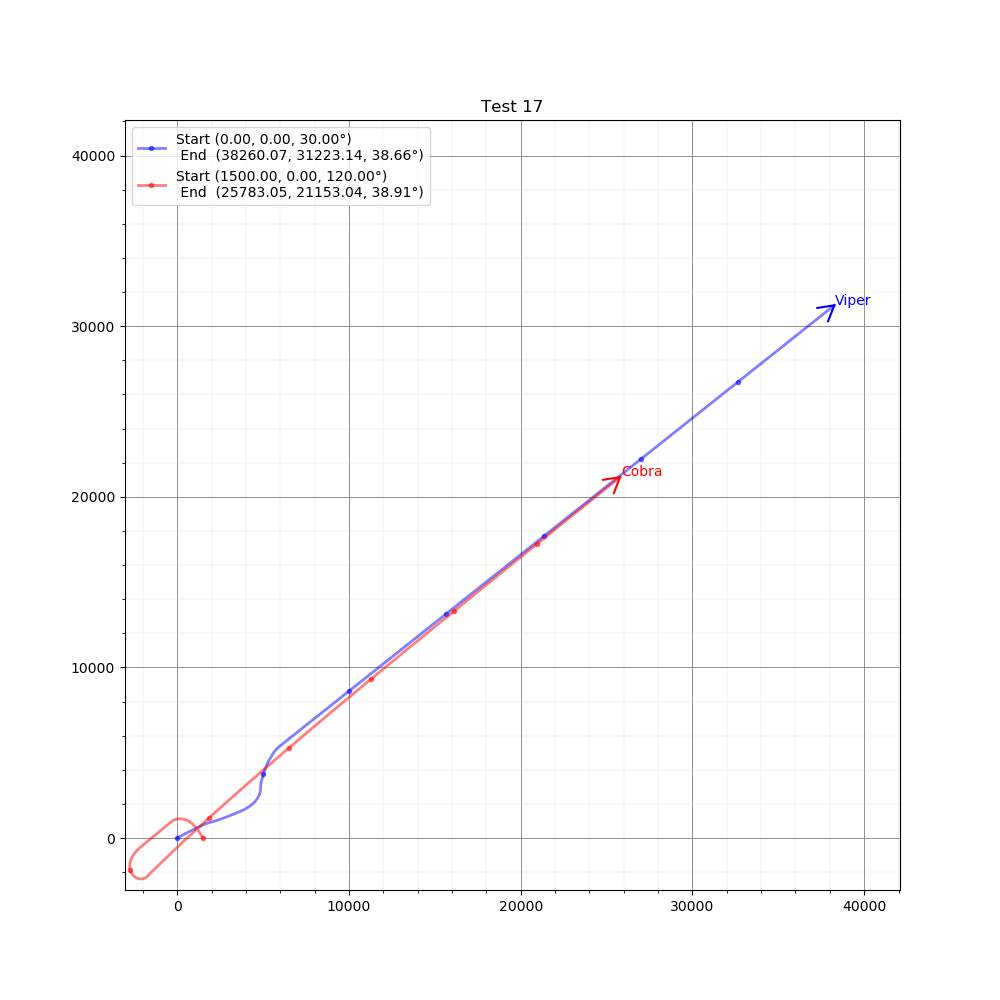 Test 17
Start (0.00, 0.00, 30.00°)
End  (38260.07, 31223.14, 38.66°)
Start (1500.00, 0.00, 120.00°)
End  (25783.05, 21153.04, 38.91°)
40000
30000
20000
10000
0
Viper
Cobra
0
10000
20000
30000
40000